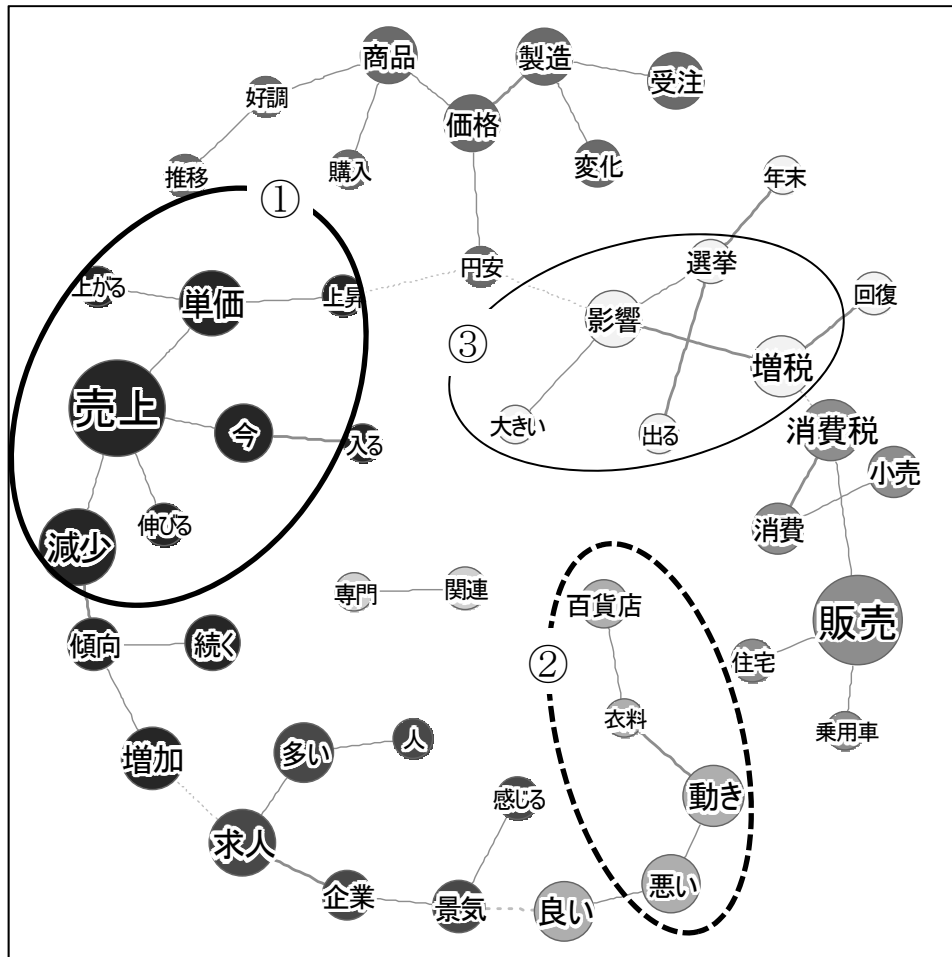 商品
製造
受注
好調
価格
推移
購入
変化
年末
①
選挙
円安
上がる
単価
上昇
影響
回復
③
増税
売上
大きい
出る
今
入る
消費税
小売
伸びる
消費
減少
専門
関連
百貨店
販売
傾向
続く
②
住宅
衣料
乗用車
増加
多い
人
動き
感じる
求人
企業
景気
良い
悪い